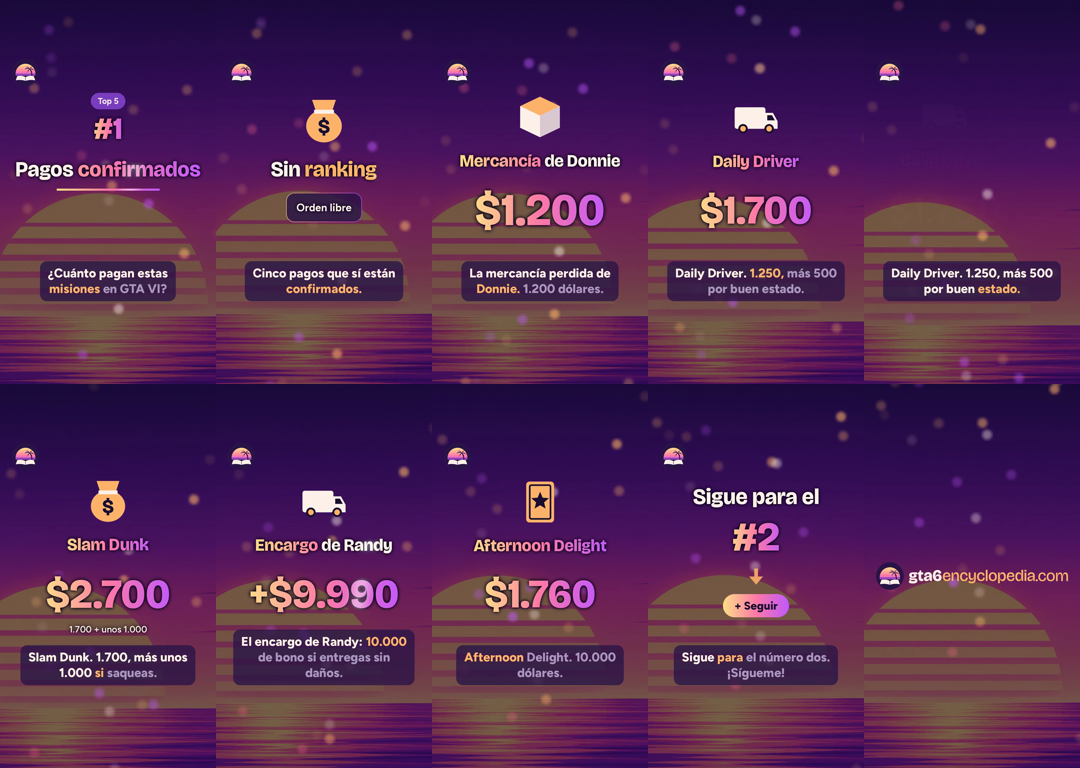 Top 5
#1
Pagos confirmados
¿Cuánto pagan estas
misiones en GTA VI?
$
Sin ranking
Orden libre
Cinco pagos que sí están
confirmados.
Mercancía de Donnie
$1.200
La mercancía perdida de
Donnie. 1.200 dólares.
Daily Driver
$1.700
Daily Driver. 1.250, más 500
por buen estado.
Daily Driver. 1.250, más 500
por buen estado.
$
Slam Dunk
$2.700
1.700 + unos 1.000
Slam Dunk. 1.700, más unos
1.000 si saqueas.
Encargo de Randy
+$9.990
El encargo de Randy: 10.000
de bono si entregas sin
daños.
Afternoon Delight
$1.760
Afternoon Delight. 10.000
dólares.
Sigue para el
#2
+ Seguir
Sigue para el número dos.
¡Sígueme!
gta6encyclopedia.com